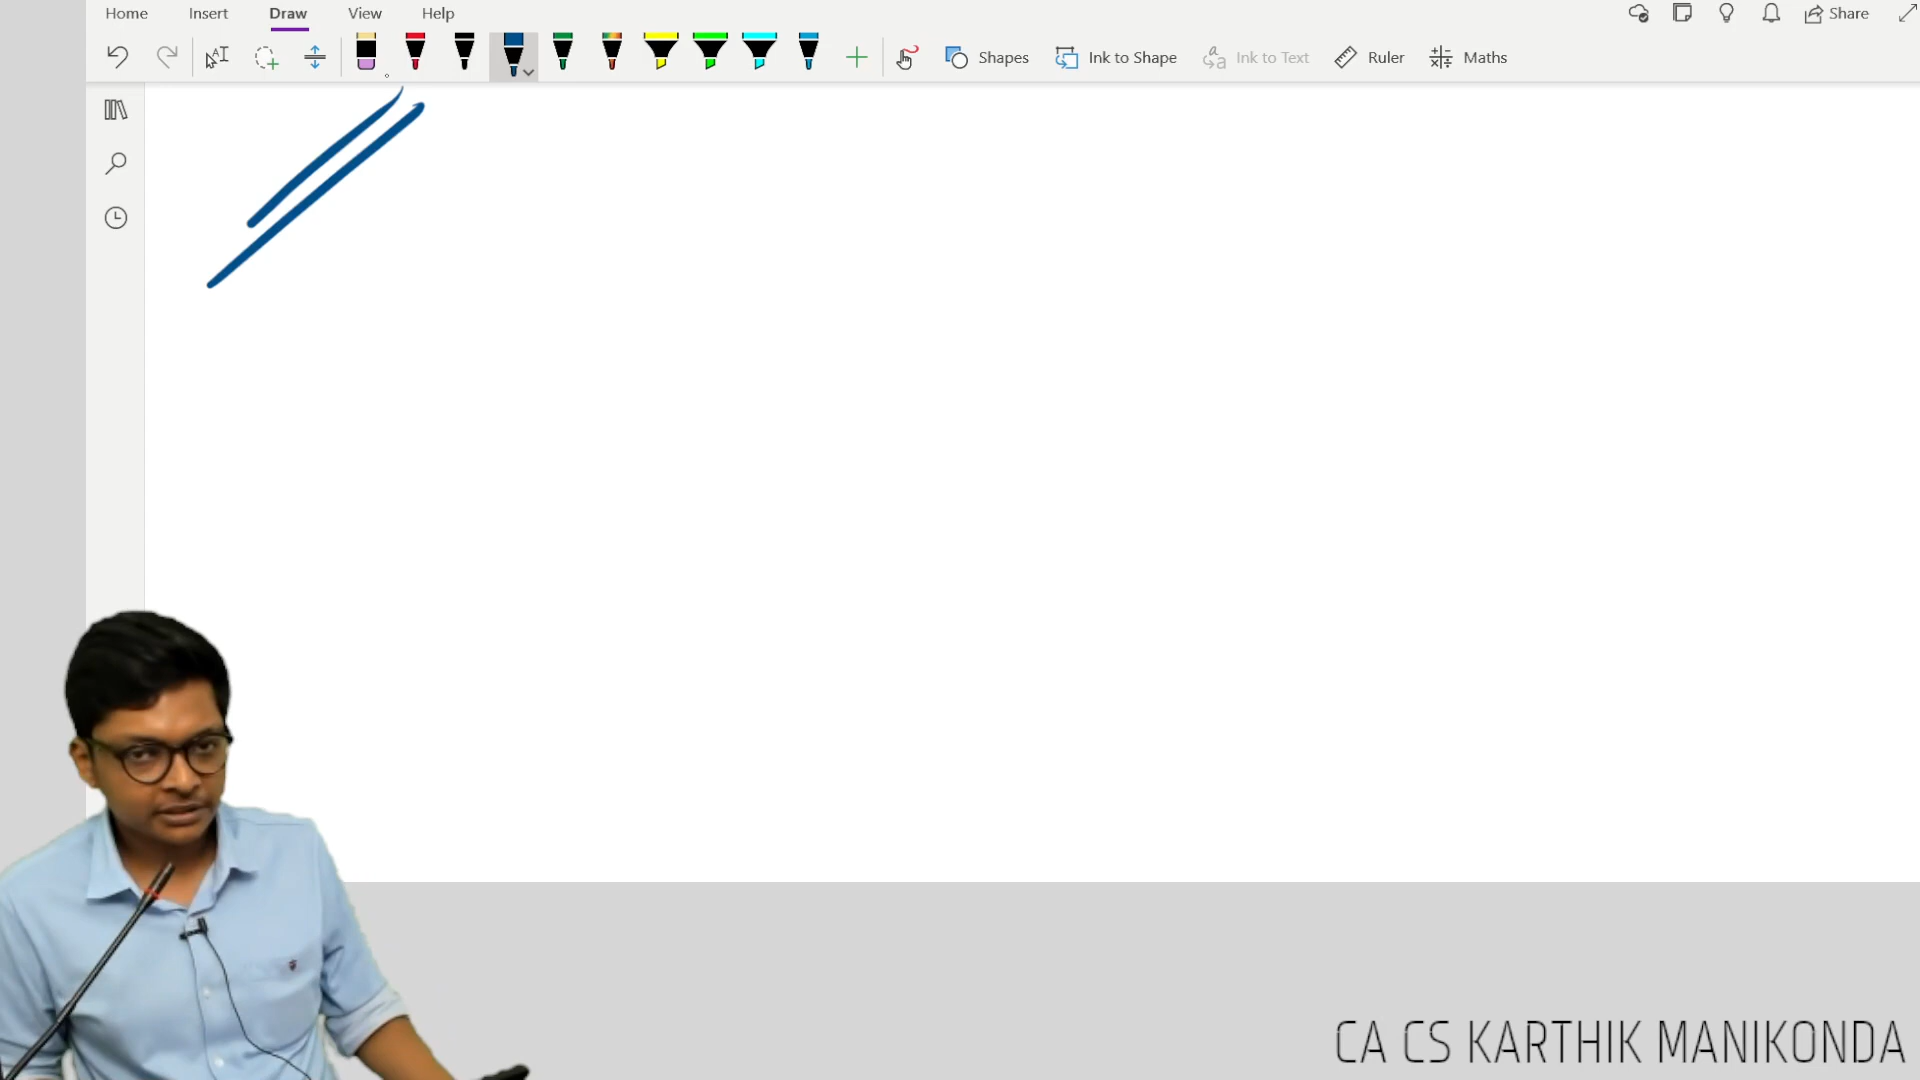 Home Insert Draw View Help Share
Shapes Ink to Shape Ink to Text Ruler Maths
CA CS KARTHIK MANIKONDA